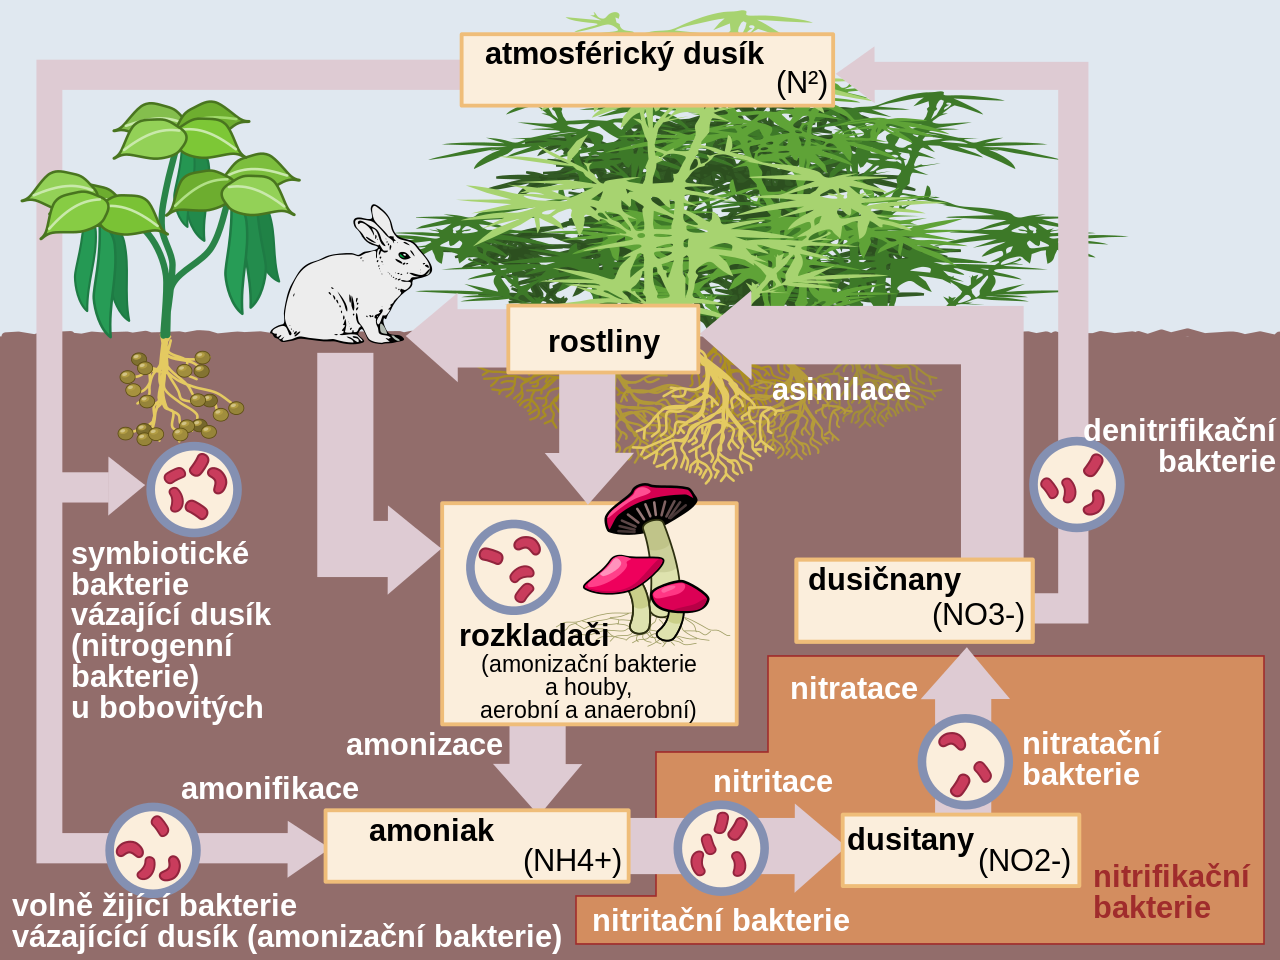 atmosférický dusík
(N²)
rostliny
asimilace
denitrifikační
bakterie
symbiotické
bakterie
vázající dusík
(nitrogenní
bakterie)
u bobovitých
rozkladači
(amonizační bakterie
a houby,
aerobní a anaerobní)
dusičnany
(NO3-)
nitratace
amonizace
nitratační
bakterie
nitritace
amonifikace
amoniak
(NH4+)
dusitany
(NO2-)
nitrifikační
bakterie
nitritační bakterie
volně žijící bakterie
vázajícící dusík (amonizační bakterie)